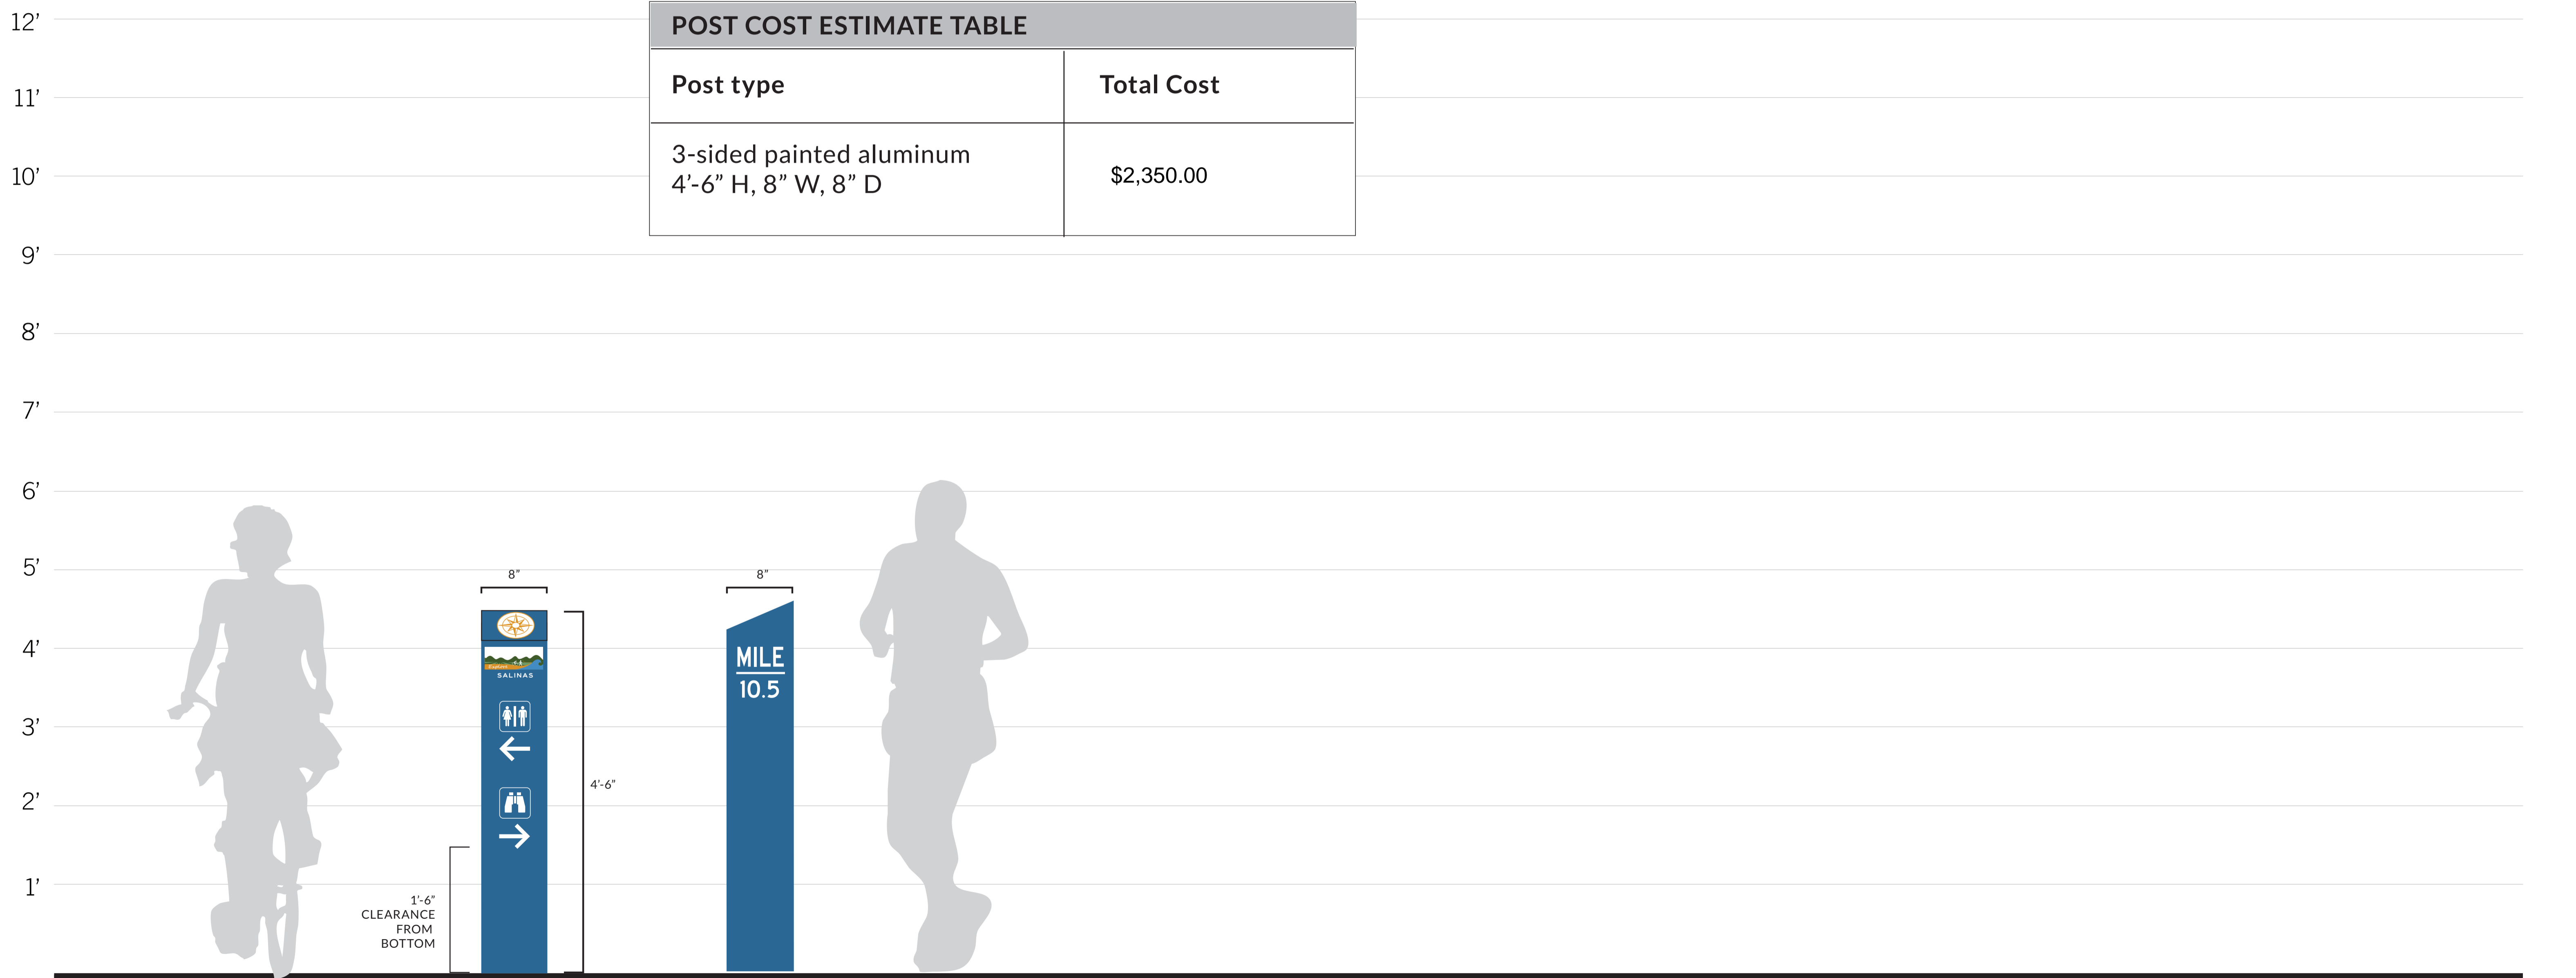 12’
11’
10’
9’
8’
7’
6’
5’
4’
3’
2’
1’
POST COST ESTIMATE TABLE
Post type
Total Cost
3-sided painted aluminum
4’-6” H, 8” W, 8” D
$2,350.00
8”
SALINAS
4’-6”
1’-6”
CLEARANCE
FROM
BOTTOM
8”
MILE
10.5